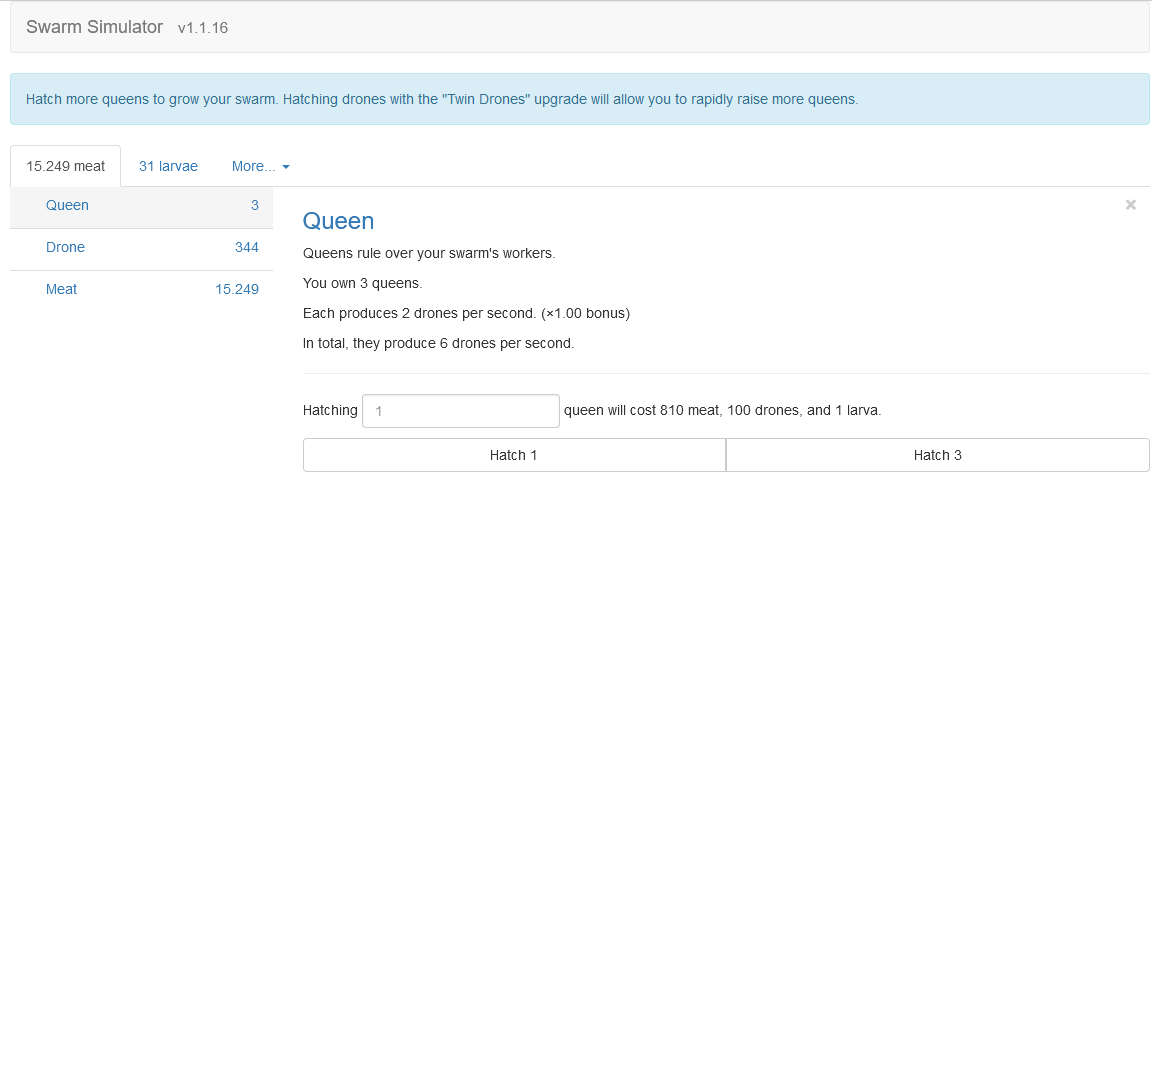 Swarm Simulator v1.1.16
Hatch more queens to grow your swarm. Hatching drones with the "Twin Drones" upgrade will allow you to rapidly raise more queens.
15.249 meat 31 larvae More...
Queen 3
Drone 344
Meat 15.249
×
Queen
Queens rule over your swarm's workers.
You own 3 queens.
Each produces 2 drones per second. (×1.00 bonus)
In total, they produce 6 drones per second.
Hatching 1 queen will cost 810 meat, 100 drones, and 1 larva.
Hatch 1 Hatch 3